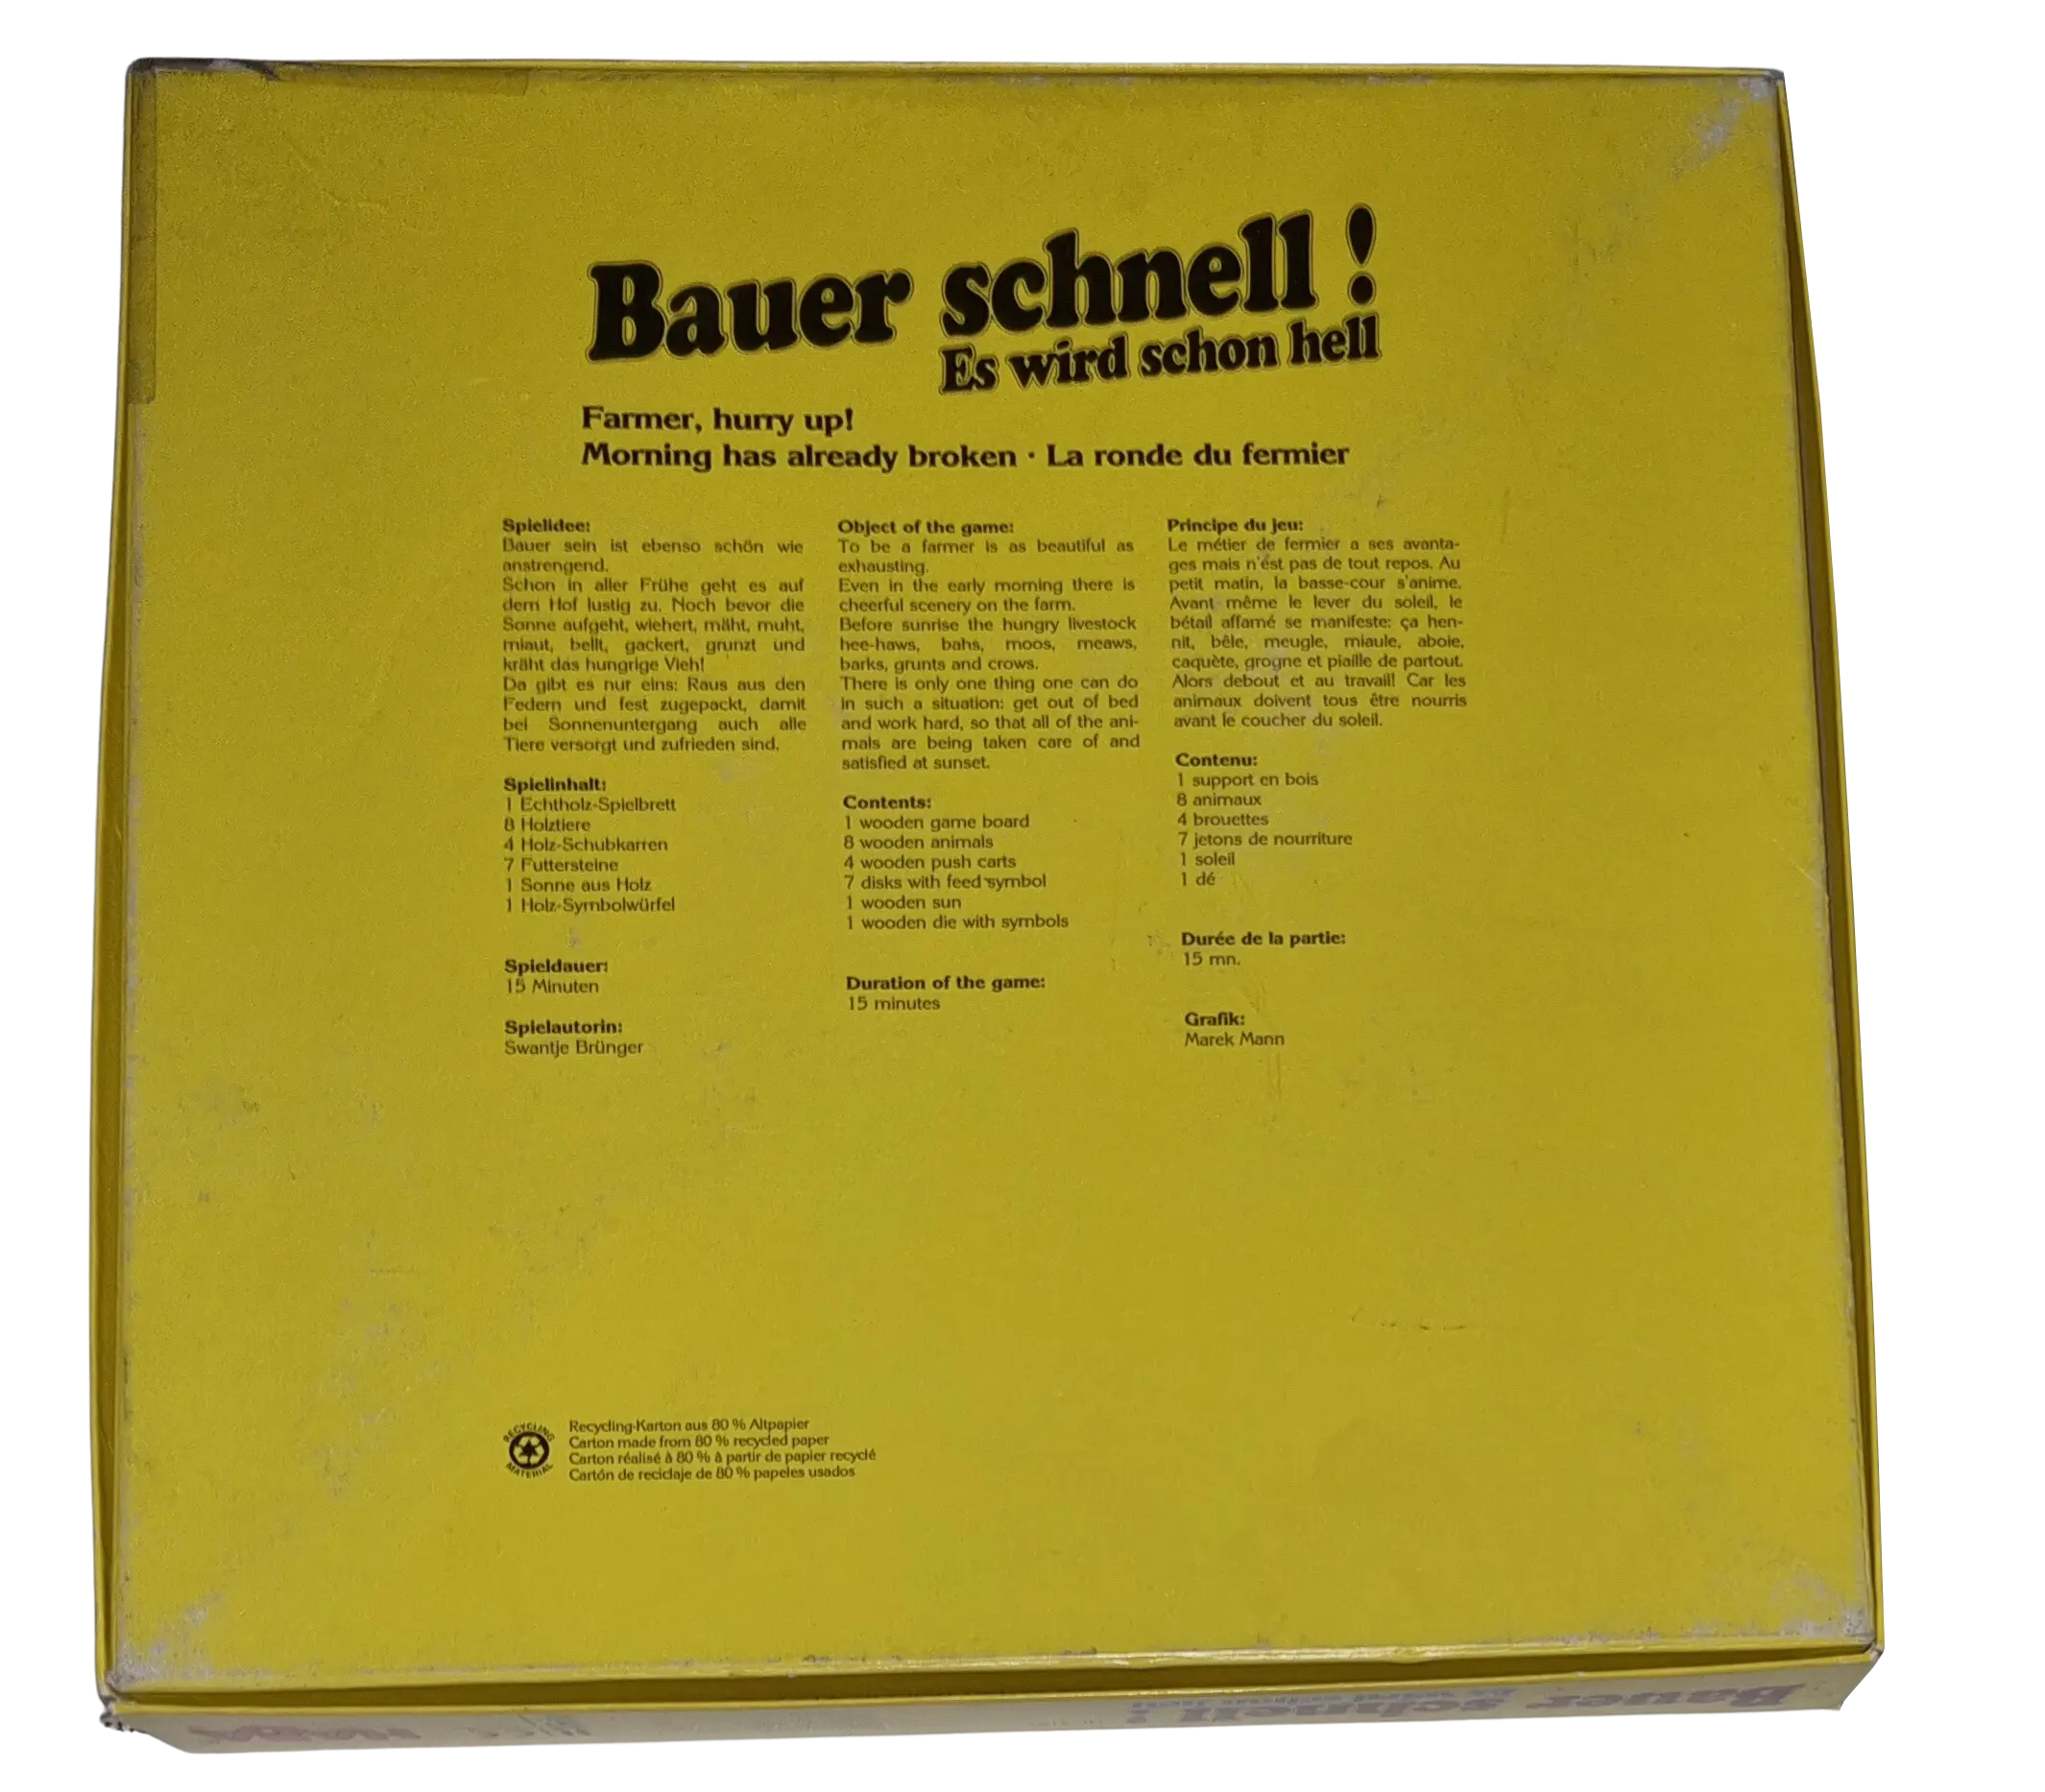 Bauer schnell!
Es wird schon hell
Farmer, hurry up!
Morning has already broken · La ronde du fermier
Spielidee:
Bauer sein ist ebenso schön wie
anstrengend.
Schon in aller Frühe geht es auf
dem Hof lustig zu. Noch bevor die
Sonne aufgeht, wiehert, mäht, muht,
miaut, bellt, gackert, grunzt und
kräht das hungrige Vieh!
Da gibt es nur eins: Raus aus den
Federn und fest zugepackt, damit
bei Sonnenuntergang auch alle
Tiere versorgt und zufrieden sind.
Spielinhalt:
1 Echtholz-Spielbrett
8 Holztiere
4 Holz-Schubkarren
7 Futtersteine
1 Sonne aus Holz
1 Holz-Symbolwürfel
Spieldauer:
15 Minuten
Spielautorin:
Swantje Brünger
Object of the game:
To be a farmer is as beautiful as
exhausting.
Even in the early morning there is
cheerful scenery on the farm.
Before sunrise the hungry livestock
hee-haws, bahs, moos, meaws,
barks, grunts and crows.
There is only one thing one can do
in such a situation: get out of bed
and work hard, so that all of the ani-
mals are being taken care of and
satisfied at sunset.
Contents:
1 wooden game board
8 wooden animals
4 wooden push carts
7 disks with feed symbol
1 wooden sun
1 wooden die with symbols
Duration of the game:
15 minutes
Principe du jeu:
Le métier de fermier a ses avanta-
ges mais n'ést pas de tout repos. Au
petit matin, la basse-cour s'anime.
Avant même le lever du soleil, le
bétail affamé se manifeste: ça hen-
nit, bêle, meugle, miaule, aboie,
caquète, grogne et piaille de partout.
Alors debout et au travail! Car les
animaux doivent tous être nourris
avant le coucher du soleil.
Contenu:
1 support en bois
8 animaux
4 brouettes
7 jetons de nourriture
1 soleil
1 dé
Durée de la partie:
15 mn.
Grafik:
Marek Mann
RECYCLING
MATERIAL
Recycling-Karton aus 80 % Altpapier
Carton made from 80 % recycled paper
Carton réalisé à 80 % à partir de papier recyclé
Cartón de reciclaje de 80 % papeles usados
Bauer schnell!